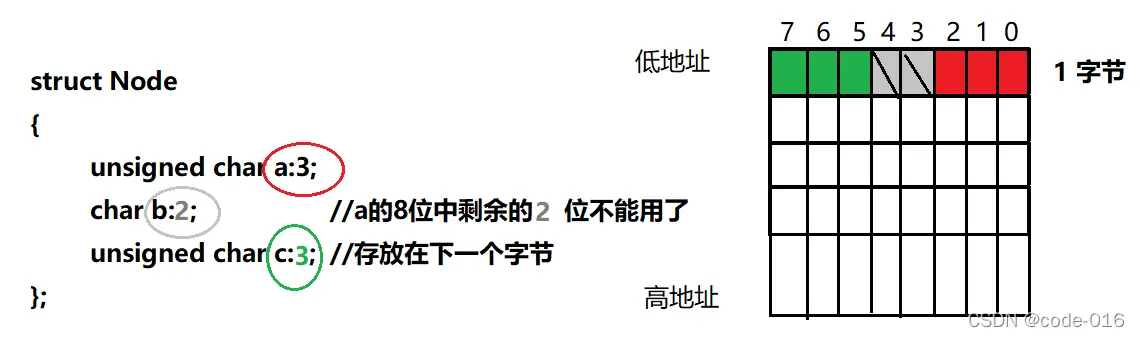 7 6 5 4 3 2 1 0
低地址
1 字节
struct Node
{
unsigned char a:3;
char b:2; //a的8位中剩余的2 位不能用了
unsigned char c:3; //存放在下一个字节
};
高地址
CSDN @code-016